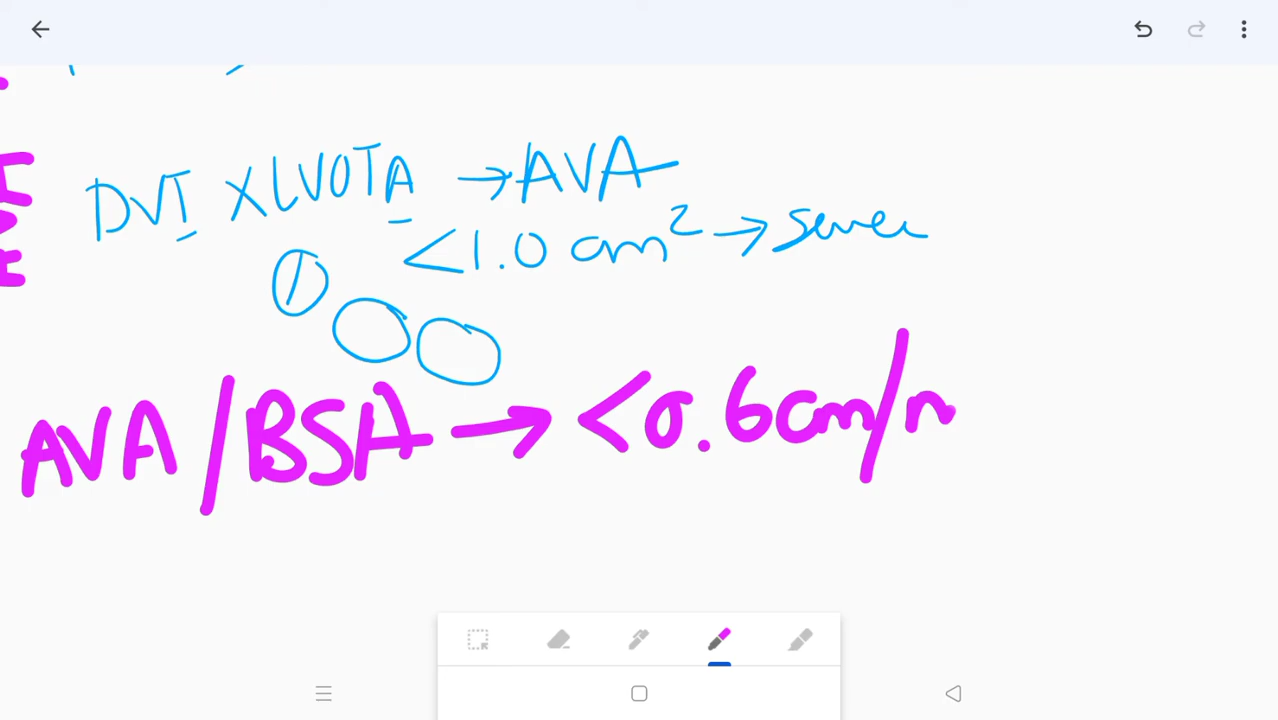 DVI X LVOTA → AVA
<1.0 cm² → sever
AVA/BSA → <0.6cm/m